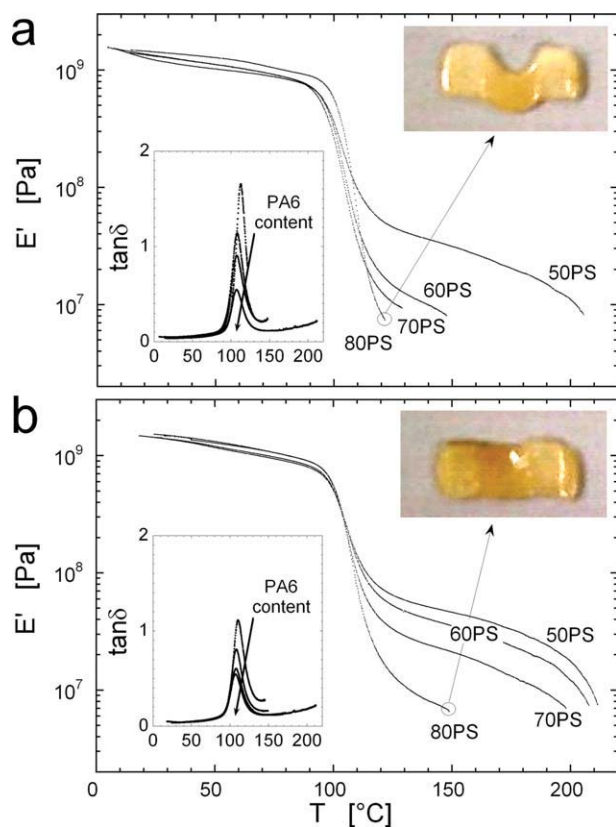 a
E' [Pa]
10⁹
10⁸
10⁷
2
1
0
tanδ
PA6
content
0 50 100 150 200
50PS
60PS
70PS
80PS
b
E' [Pa]
10⁹
10⁸
10⁷
2
1
0
tanδ
PA6
content
0 50 100 150 200
50PS
60PS
70PS
80PS
0 50 100 150 200
T [°C]